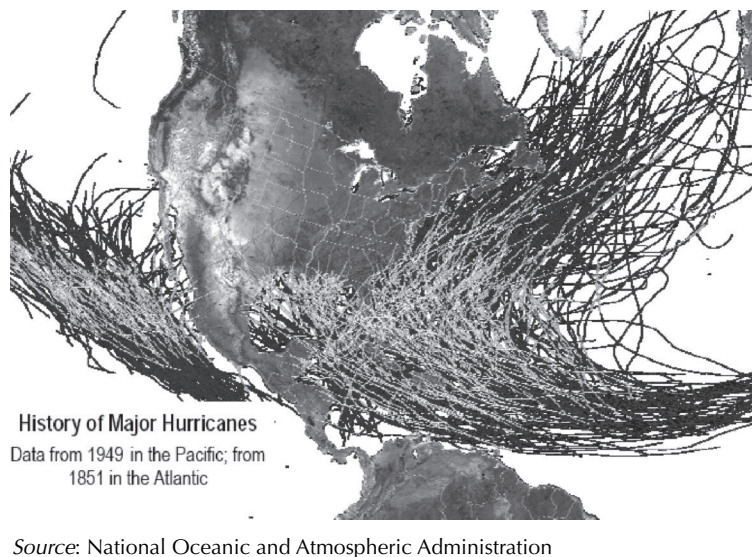 History of Major Hurricanes
Data from 1949 in the Pacific; from
1851 in the Atlantic
Source: National Oceanic and Atmospheric Administration